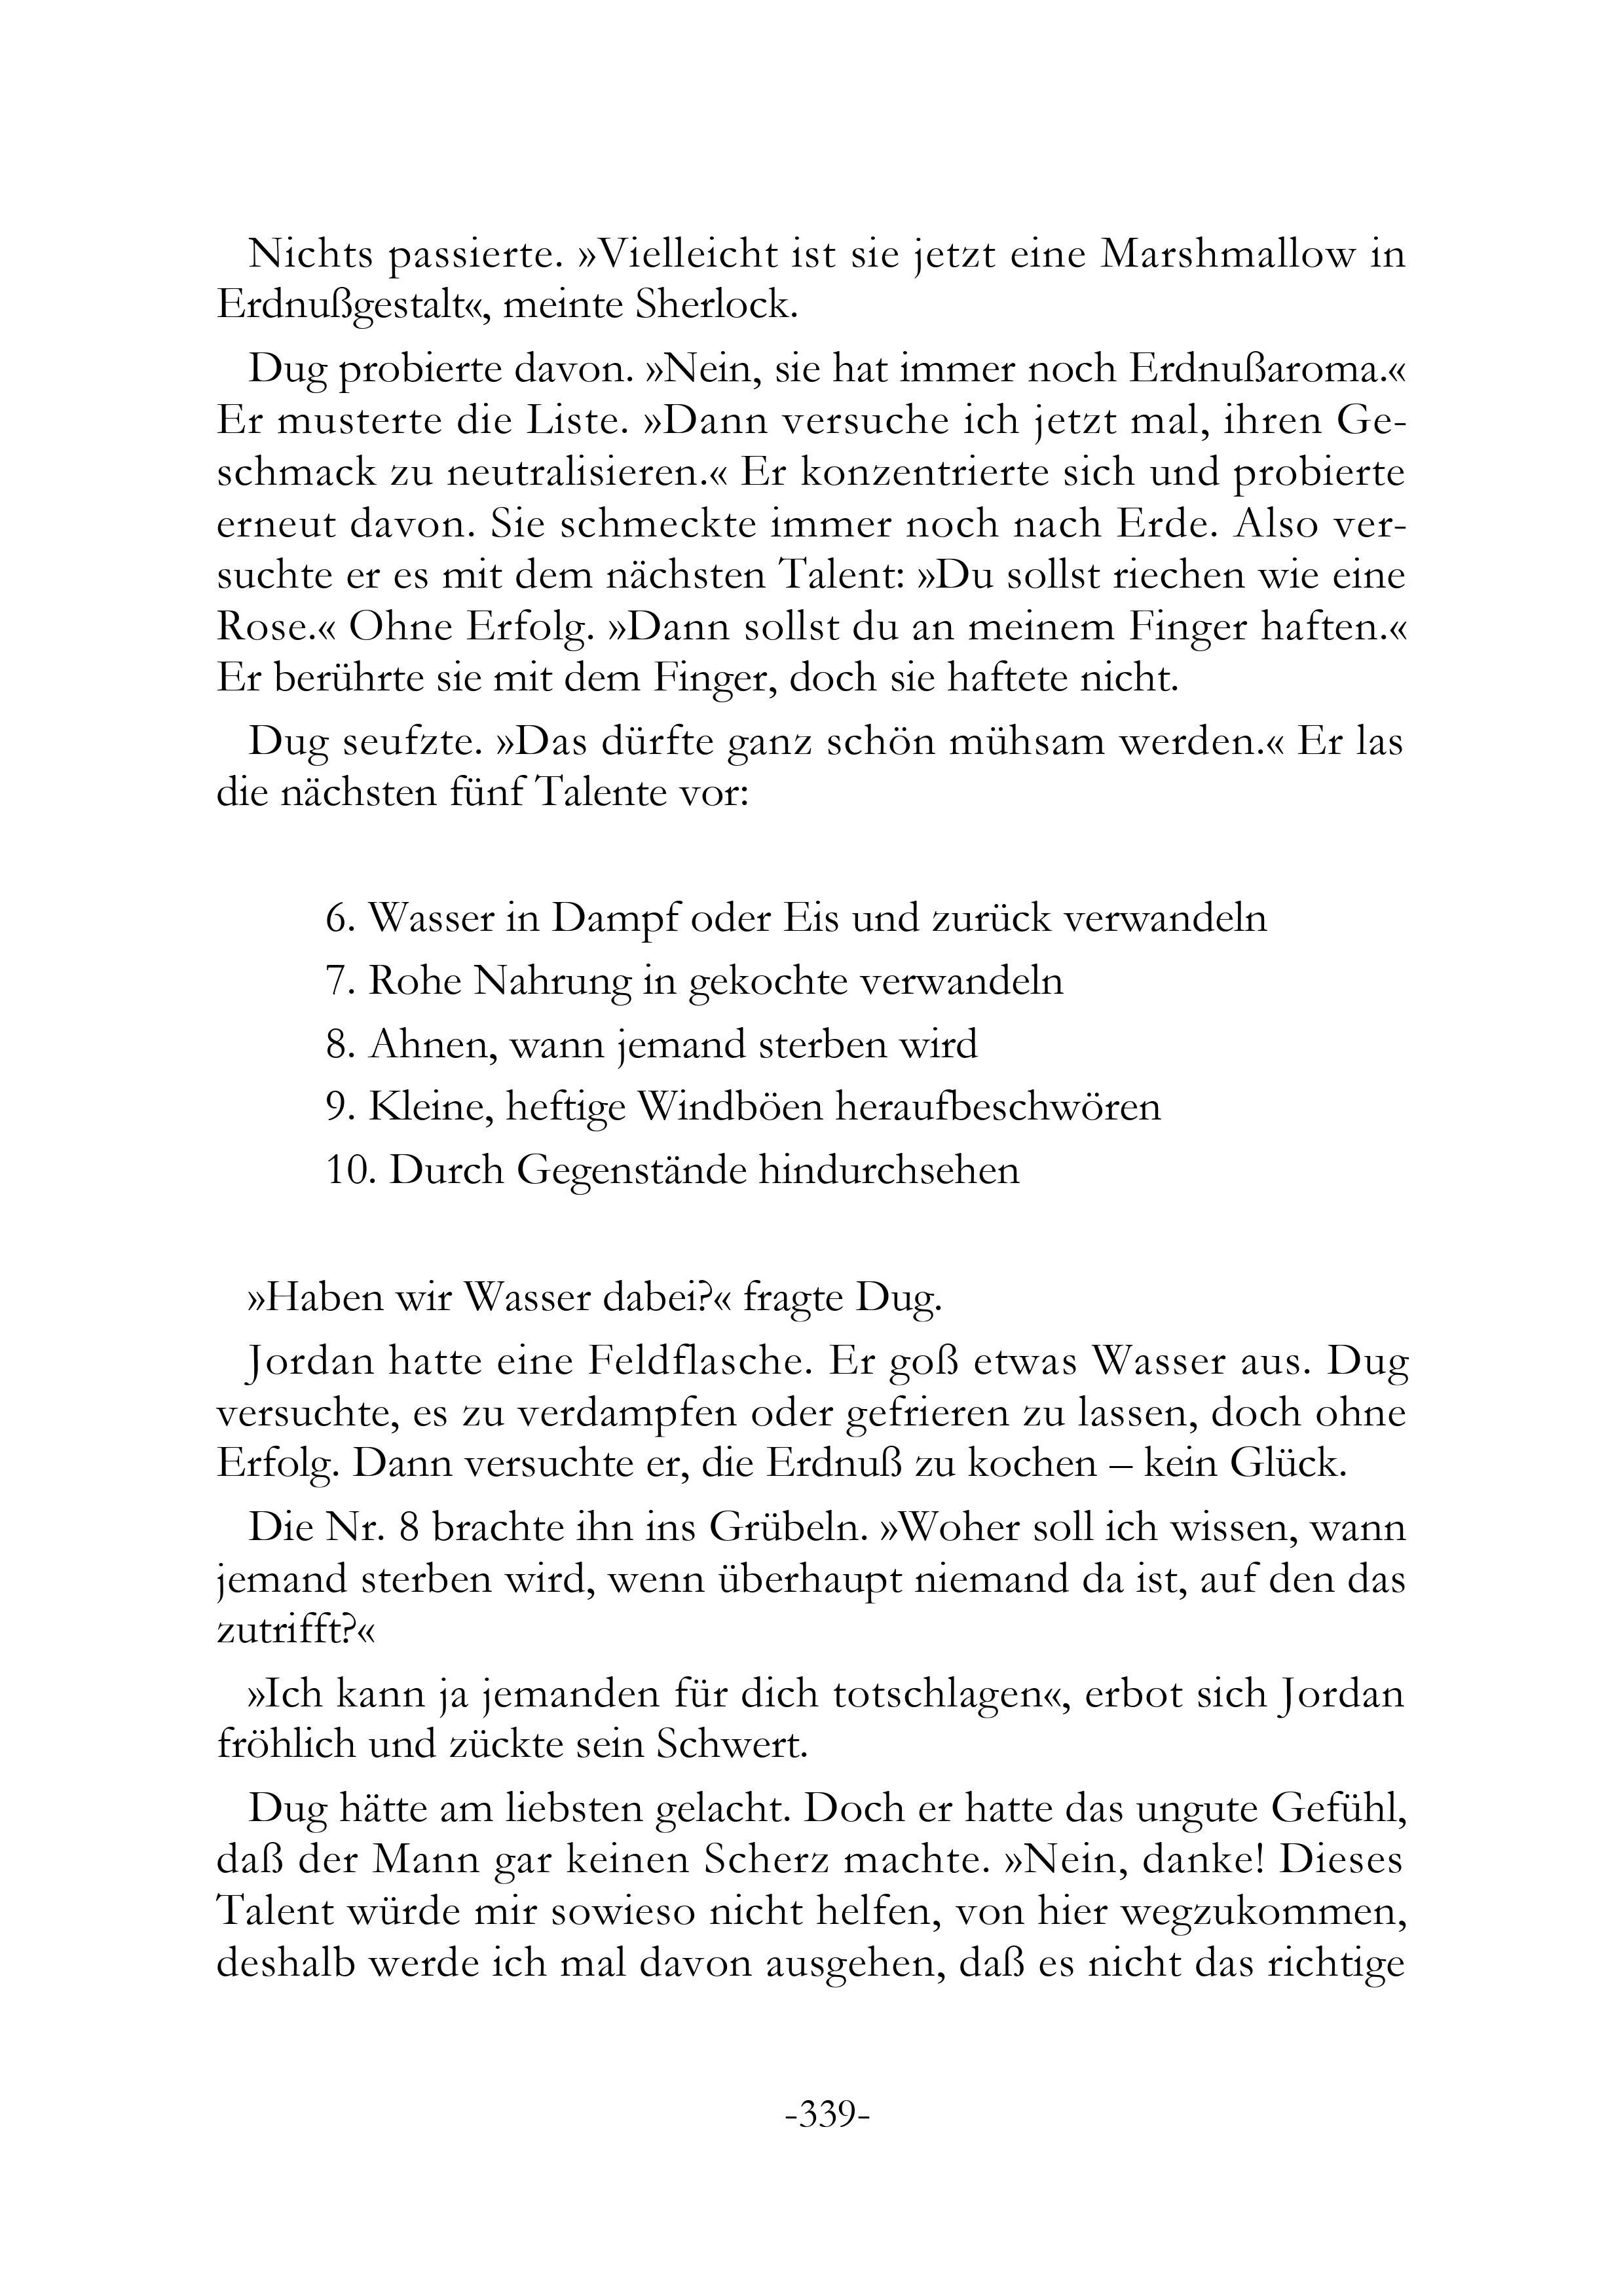 Nichts passierte. »Vielleicht ist sie jetzt eine Marshmallow in
Erdnußgestalt«, meinte Sherlock.
Dug probierte davon. »Nein, sie hat immer noch Erdnußaroma.«
Er musterte die Liste. »Dann versuche ich jetzt mal, ihren Ge-
schmack zu neutralisieren.« Er konzentrierte sich und probierte
erneut davon. Sie schmeckte immer noch nach Erde. Also ver-
suchte er es mit dem nächsten Talent: »Du sollst riechen wie eine
Rose.« Ohne Erfolg. »Dann sollst du an meinem Finger haften.«
Er berührte sie mit dem Finger, doch sie haftete nicht.
Dug seufzte. »Das dürfte ganz schön mühsam werden.« Er las
die nächsten fünf Talente vor:
6. Wasser in Dampf oder Eis und zurück verwandeln
7. Rohe Nahrung in gekochte verwandeln
8. Ahnen, wann jemand sterben wird
9. Kleine, heftige Windböen heraufbeschwören
10. Durch Gegenstände hindurchsehen
»Haben wir Wasser dabei?« fragte Dug.
Jordan hatte eine Feldflasche. Er goß etwas Wasser aus. Dug
versuchte, es zu verdampfen oder gefrieren zu lassen, doch ohne
Erfolg. Dann versuchte er, die Erdnuß zu kochen – kein Glück.
Die Nr. 8 brachte ihn ins Grübeln. »Woher soll ich wissen, wann
jemand sterben wird, wenn überhaupt niemand da ist, auf den das
zutrifft?«
»Ich kann ja jemanden für dich totschlagen«, erbot sich Jordan
fröhlich und zückte sein Schwert.
Dug hätte am liebsten gelacht. Doch er hatte das ungute Gefühl,
daß der Mann gar keinen Scherz machte. »Nein, danke! Dieses
Talent würde mir sowieso nicht helfen, von hier wegzukommen,
deshalb werde ich mal davon ausgehen, daß es nicht das richtige
-339-